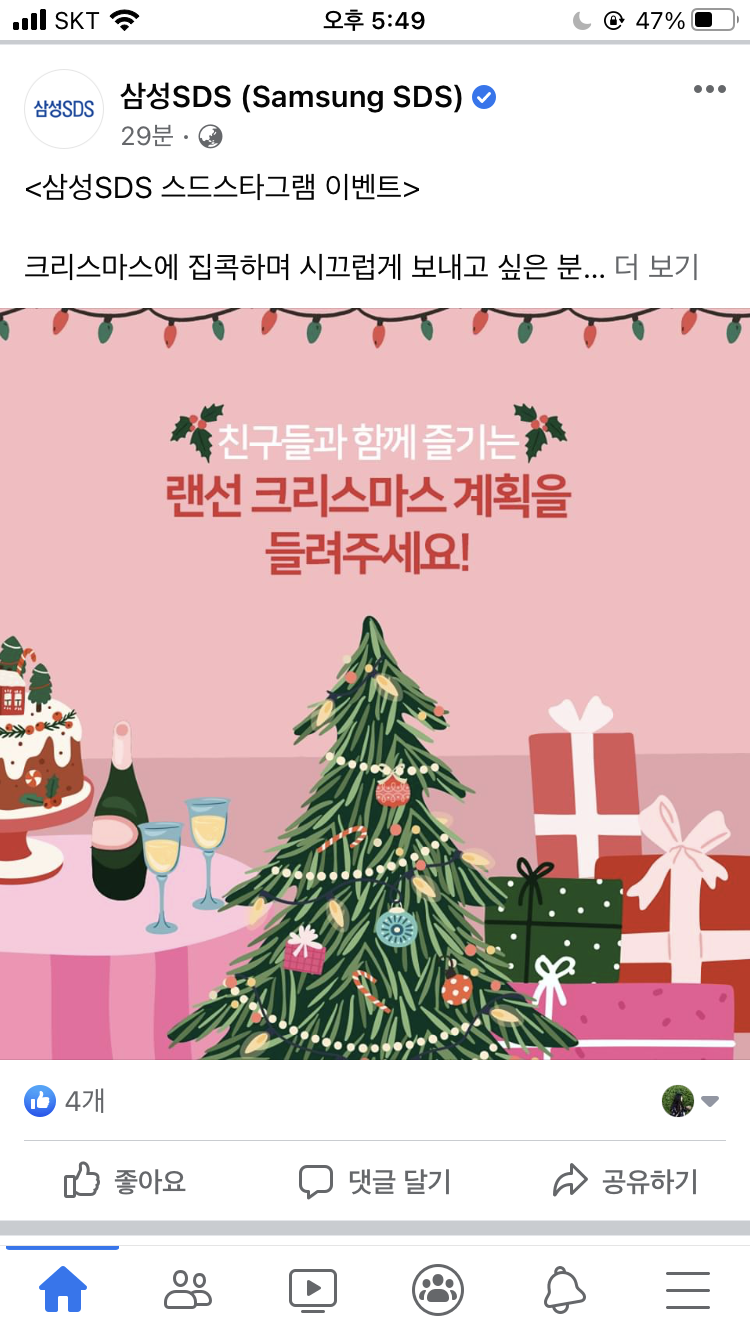 SKT
오후 5:49
47%
삼성SDS
삼성SDS (Samsung SDS)
29분 ·
<삼성SDS 스드스타그램 이벤트>
크리스마스에 집콕하며 시끄럽게 보내고 싶은 분... 더 보기
친구들과 함께 즐기는
랜선 크리스마스 계획을
들려주세요!
4개
좋아요
댓글 달기
공유하기